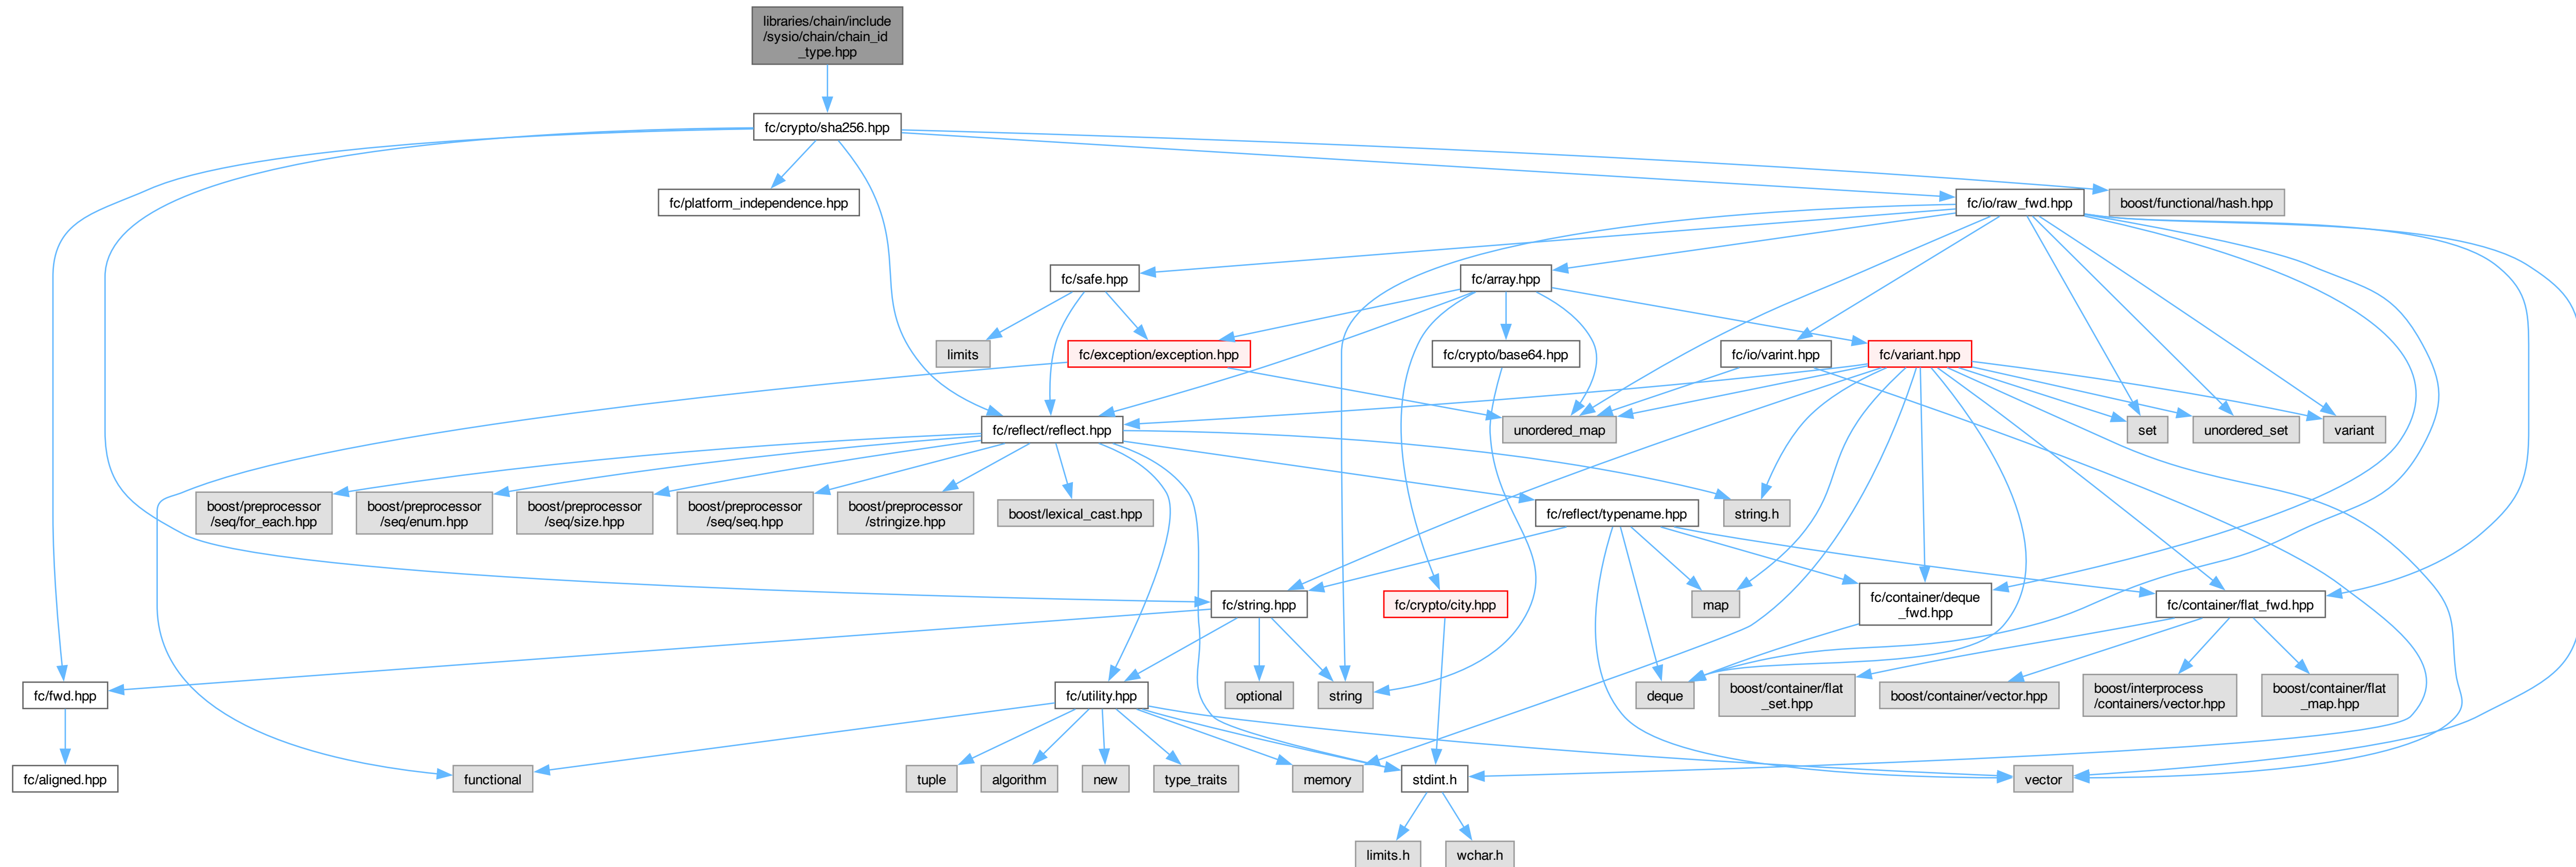 libraries/chain/include
/sysio/chain/chain_id
_type.hpp
fc/crypto/sha256.hpp
fc/platform_independence.hpp
fc/io/raw_fwd.hpp
boost/functional/hash.hpp
fc/safe.hpp
fc/array.hpp
limits
fc/exception/exception.hpp
fc/crypto/base64.hpp
fc/io/varint.hpp
fc/variant.hpp
fc/reflect/reflect.hpp
unordered_map
set
unordered_set
variant
boost/preprocessor
/seq/for_each.hpp
boost/preprocessor
/seq/enum.hpp
boost/preprocessor
/seq/size.hpp
boost/preprocessor
/seq/seq.hpp
boost/preprocessor
/stringize.hpp
boost/lexical_cast.hpp
fc/reflect/typename.hpp
string.h
fc/string.hpp
fc/crypto/city.hpp
map
fc/container/deque
_fwd.hpp
fc/container/flat_fwd.hpp
fc/fwd.hpp
fc/utility.hpp
optional
string
deque
boost/container/flat
_set.hpp
boost/container/vector.hpp
boost/interprocess
/containers/vector.hpp
boost/container/flat
_map.hpp
fc/aligned.hpp
functional
tuple
algorithm
new
type_traits
memory
stdint.h
vector
limits.h
wchar.h